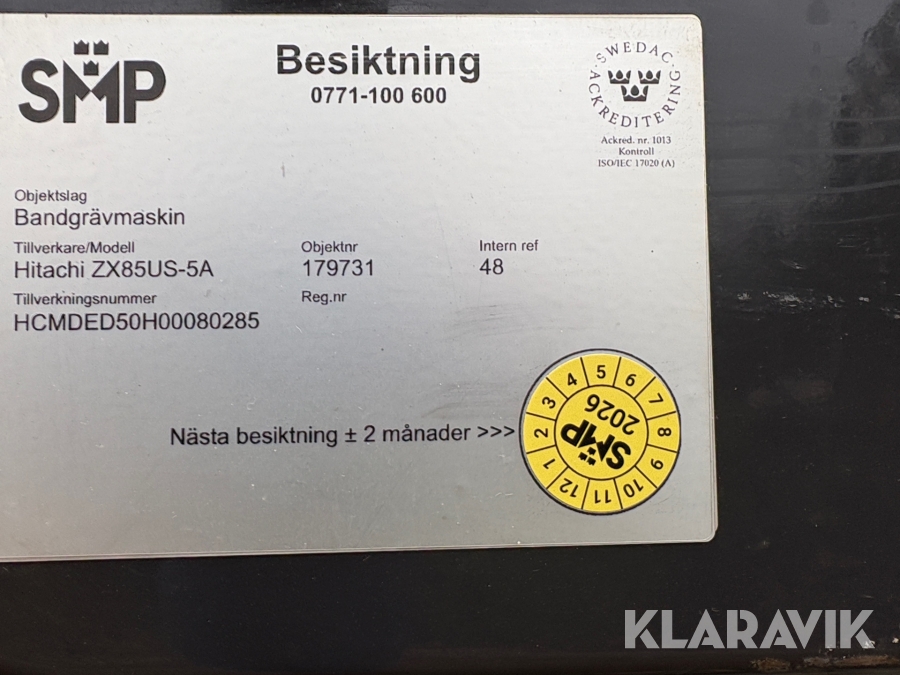 SMP
Besiktning
0771-100 600
SWEDAC
ACKREDITERING
Ackred. nr. 1013
Kontroll
ISO/IEC 17020 (A)
Objektslag
Bandgrävmaskin
Tillverkare/Modell
Hitachi ZX85US-5A
Objektnr
179731
Intern ref
48
Tillverkningsnummer
HCMDED50H00080285
Reg.nr
Nästa besiktning ± 2 månader >>>
1 2 3 4 5 6 7 8 9 10 11 12
SMP
2026
KLARAVIK